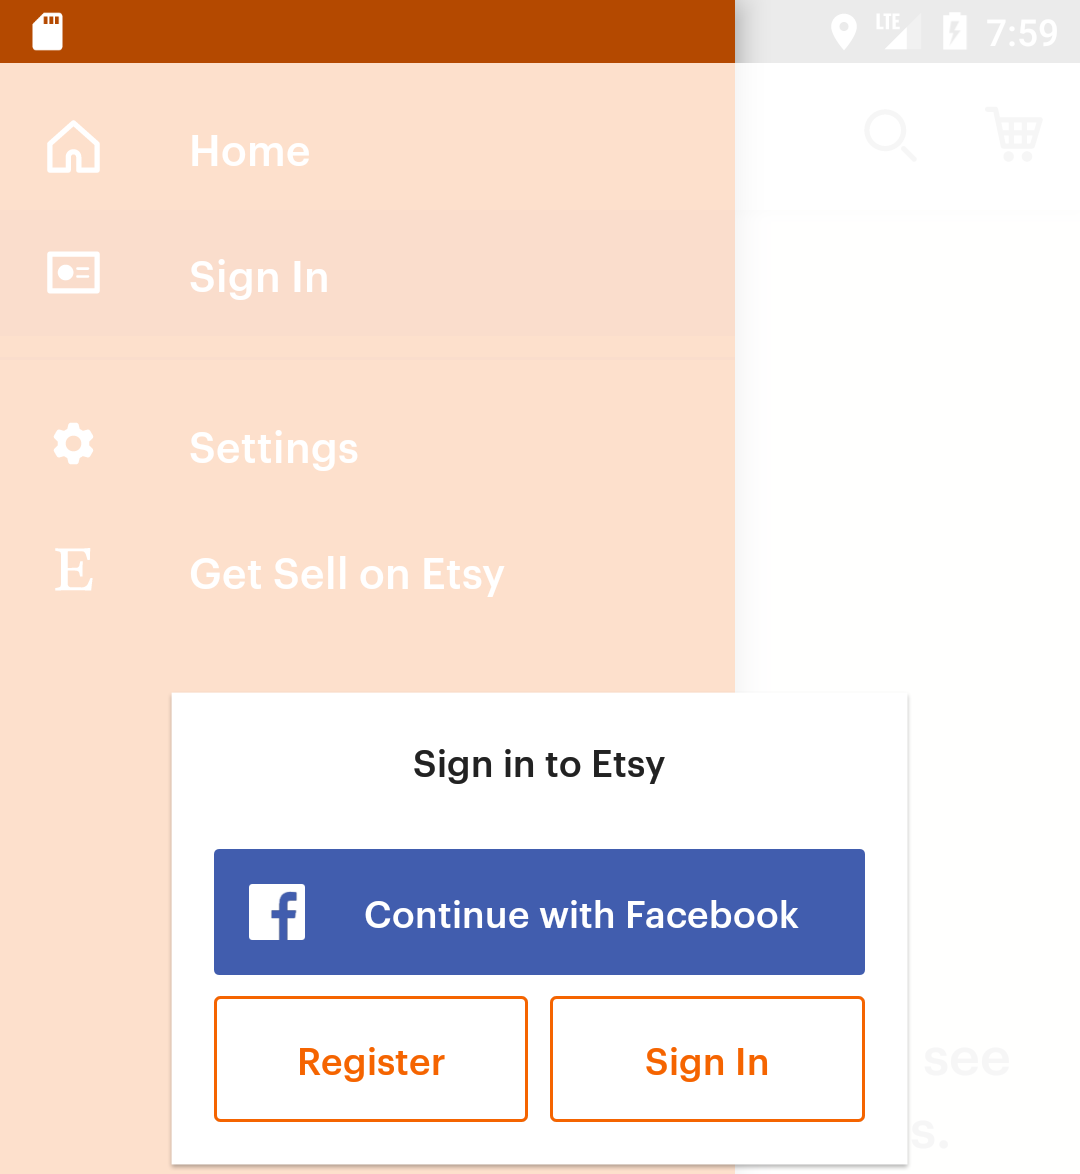 LTE 7:59
Home
Sign In
Settings
E Get Sell on Etsy
Sign in to Etsy
f Continue with Facebook
Register Sign In
see
s.